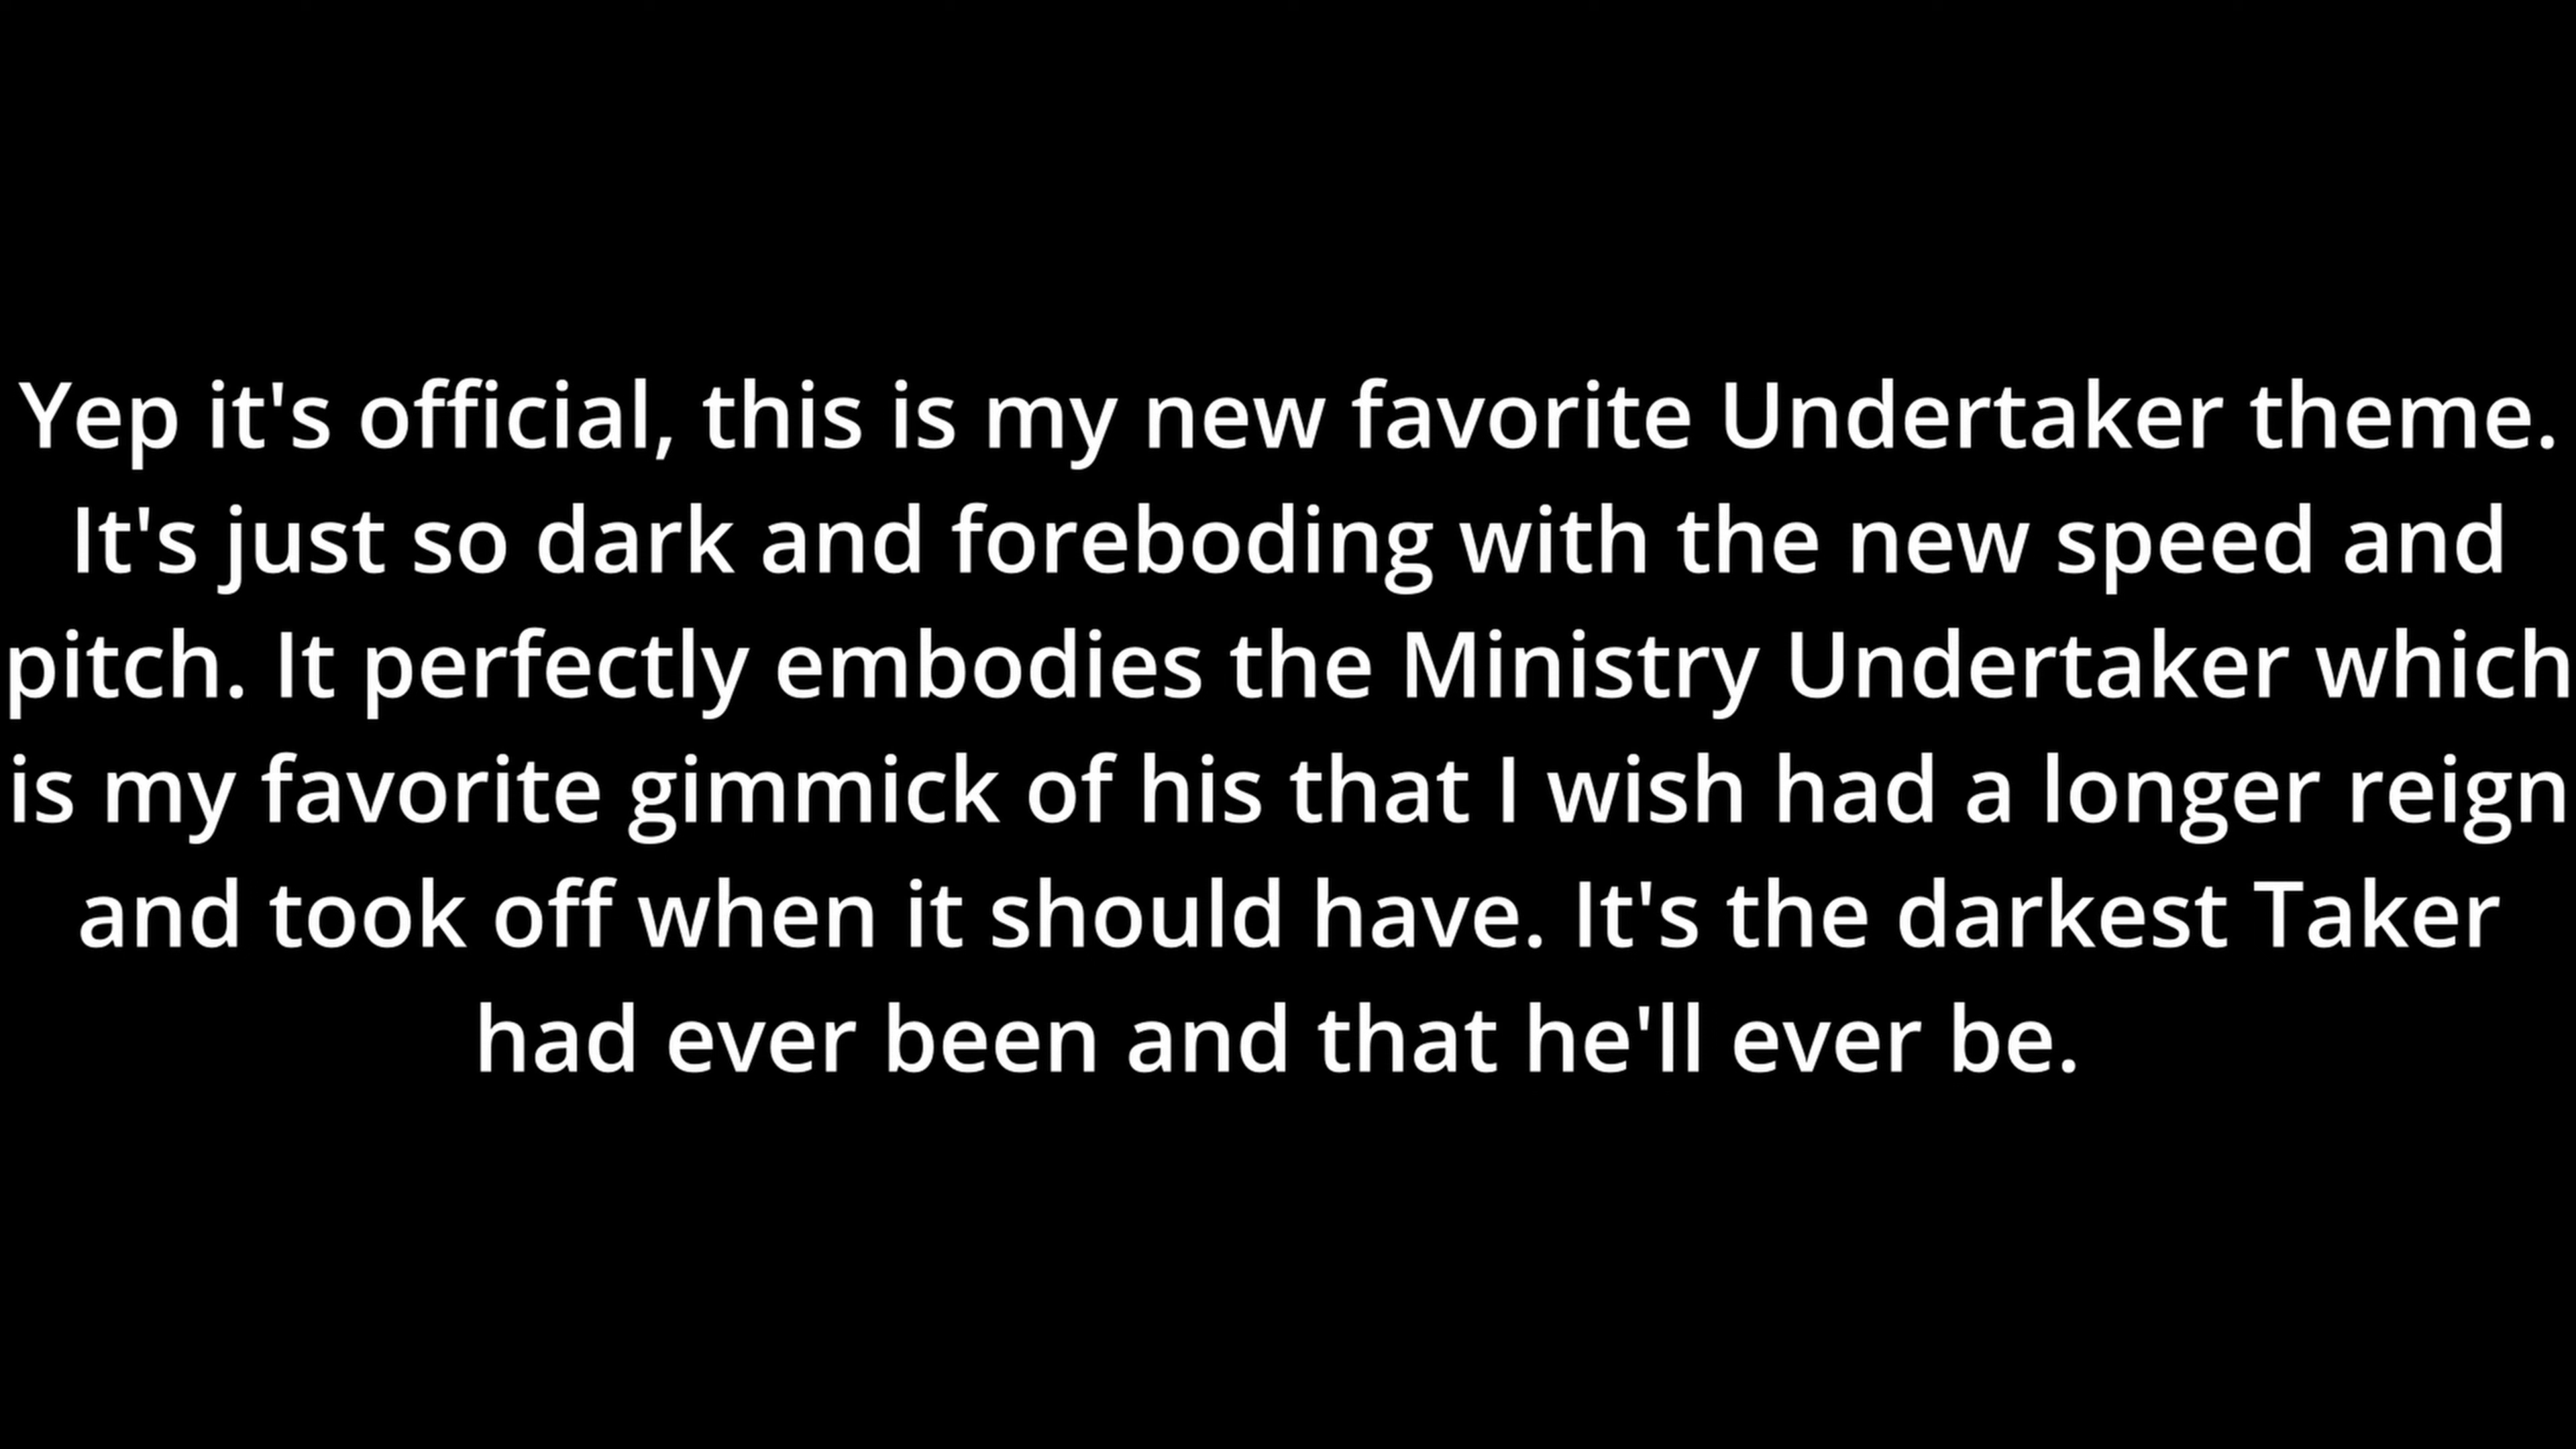 Yep it's official, this is my new favorite Undertaker theme.
It's just so dark and foreboding with the new speed and
pitch. It perfectly embodies the Ministry Undertaker which
is my favorite gimmick of his that I wish had a longer reign
and took off when it should have. It's the darkest Taker
had ever been and that he'll ever be.